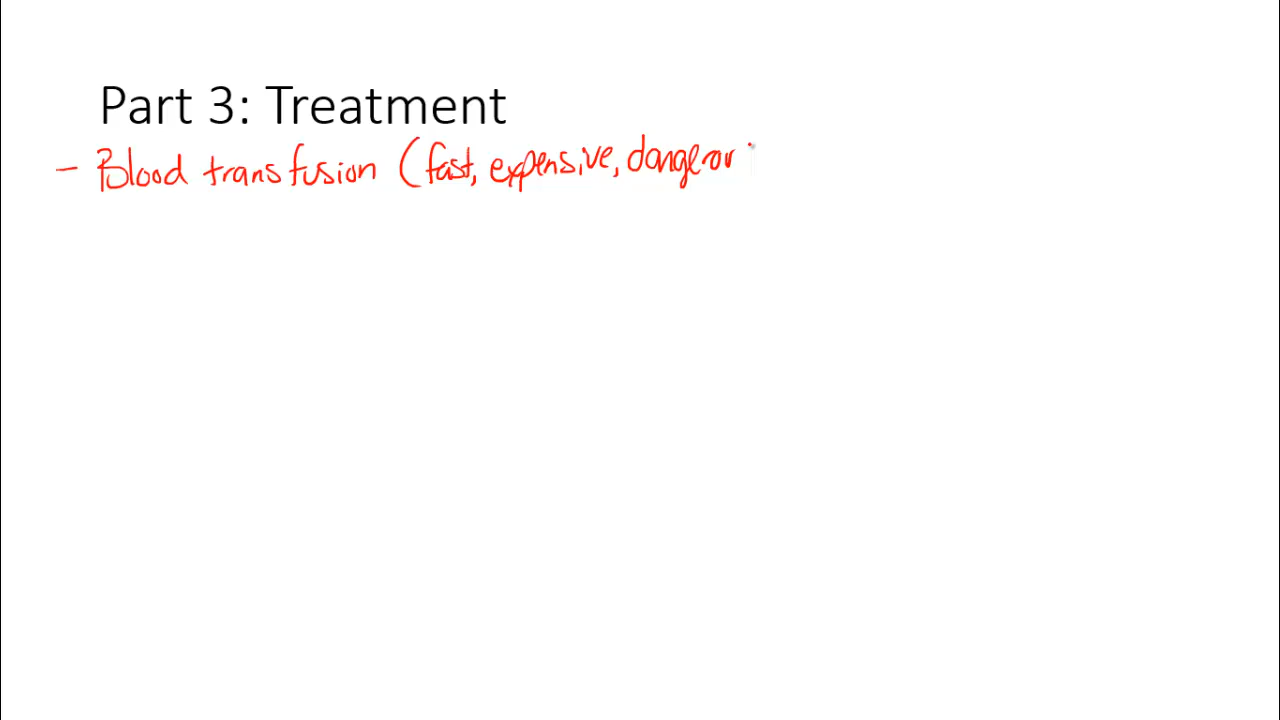 Part 3: Treatment
- Blood transfusion (fast, expensive, dangerou